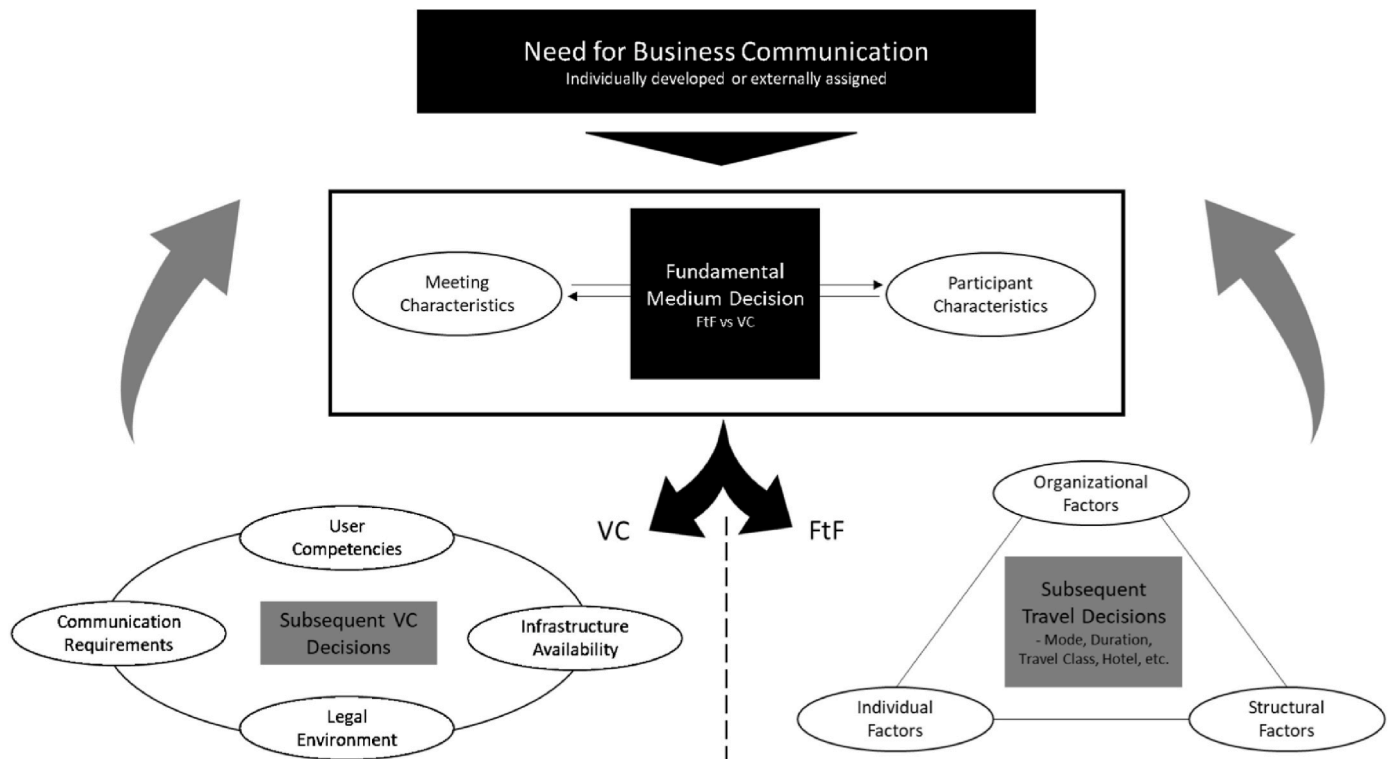 Need for Business Communication
Individually developed or externally assigned
Meeting
Characteristics
Fundamental
Medium Decision
FtF vs VC
Participant
Characteristics
VC
FtF
User
Competencies
Communication
Requirements
Subsequent VC
Decisions
Infrastructure
Availability
Legal
Environment
Organizational
Factors
Subsequent
Travel Decisions
- Mode, Duration,
Travel Class, Hotel, etc.
Individual
Factors
Structural
Factors